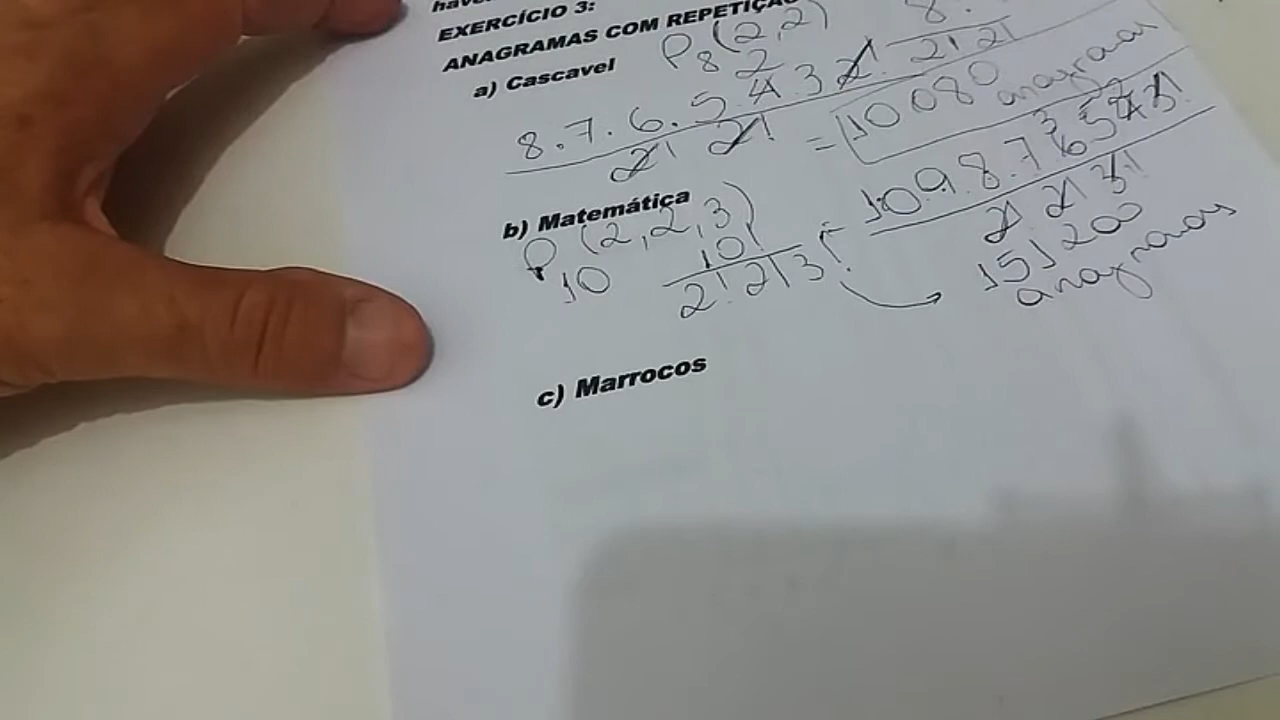 EXERCÍCIO 3:
ANAGRAMAS COM REPETIÇÃ
a) Cascavel P8 (2,2) 8. / 2! 2!
8.7.6.5.4.3.2! / 2! 2! = 10080 anagramas
b) Matemática
P10 (2,2,3) 10! / 2!.2!3! = 10.9.8.7.6.5.4.3! / 2! 2! 3!
151200
anagramas
c) Marrocos